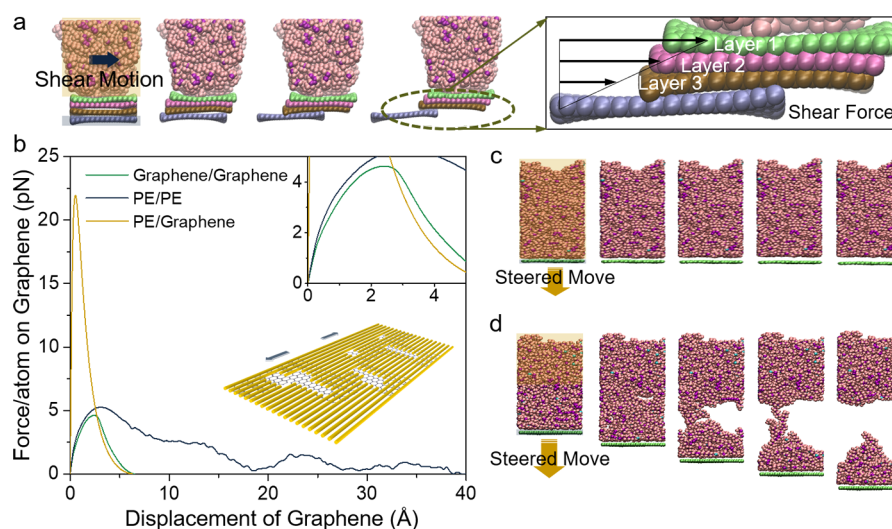 a
Shear Motion
Layer 1
Layer 2
Layer 3
Shear Force
b
Force/atom on Graphene (pN)
25
20
15
10
5
0
Graphene/Graphene
PE/PE
PE/Graphene
4
2
0
0 2 4
0 10 20 30 40
Displacement of Graphene (Å)
c
Steered Move
d
Steered Move